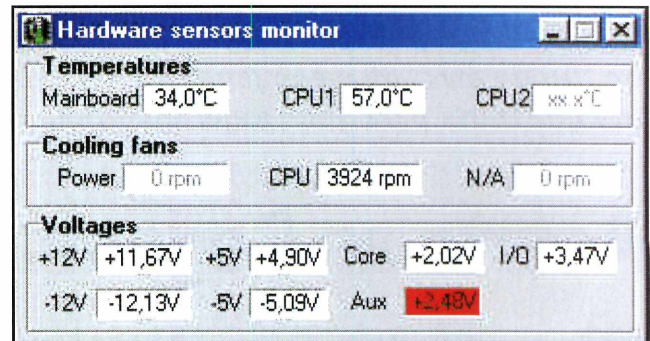 Hardware sensors monitor
Temperatures
Mainboard 34,0°C CPU1 57,0°C CPU2 xx.x°C
Cooling fans
Power 0 rpm CPU 3924 rpm N/A 0 rpm
Voltages
+12V +11,67V +5V +4,90V Core +2,02V I/O +3,47V
-12V -12,13V -5V -5,09V Aux +2,48V